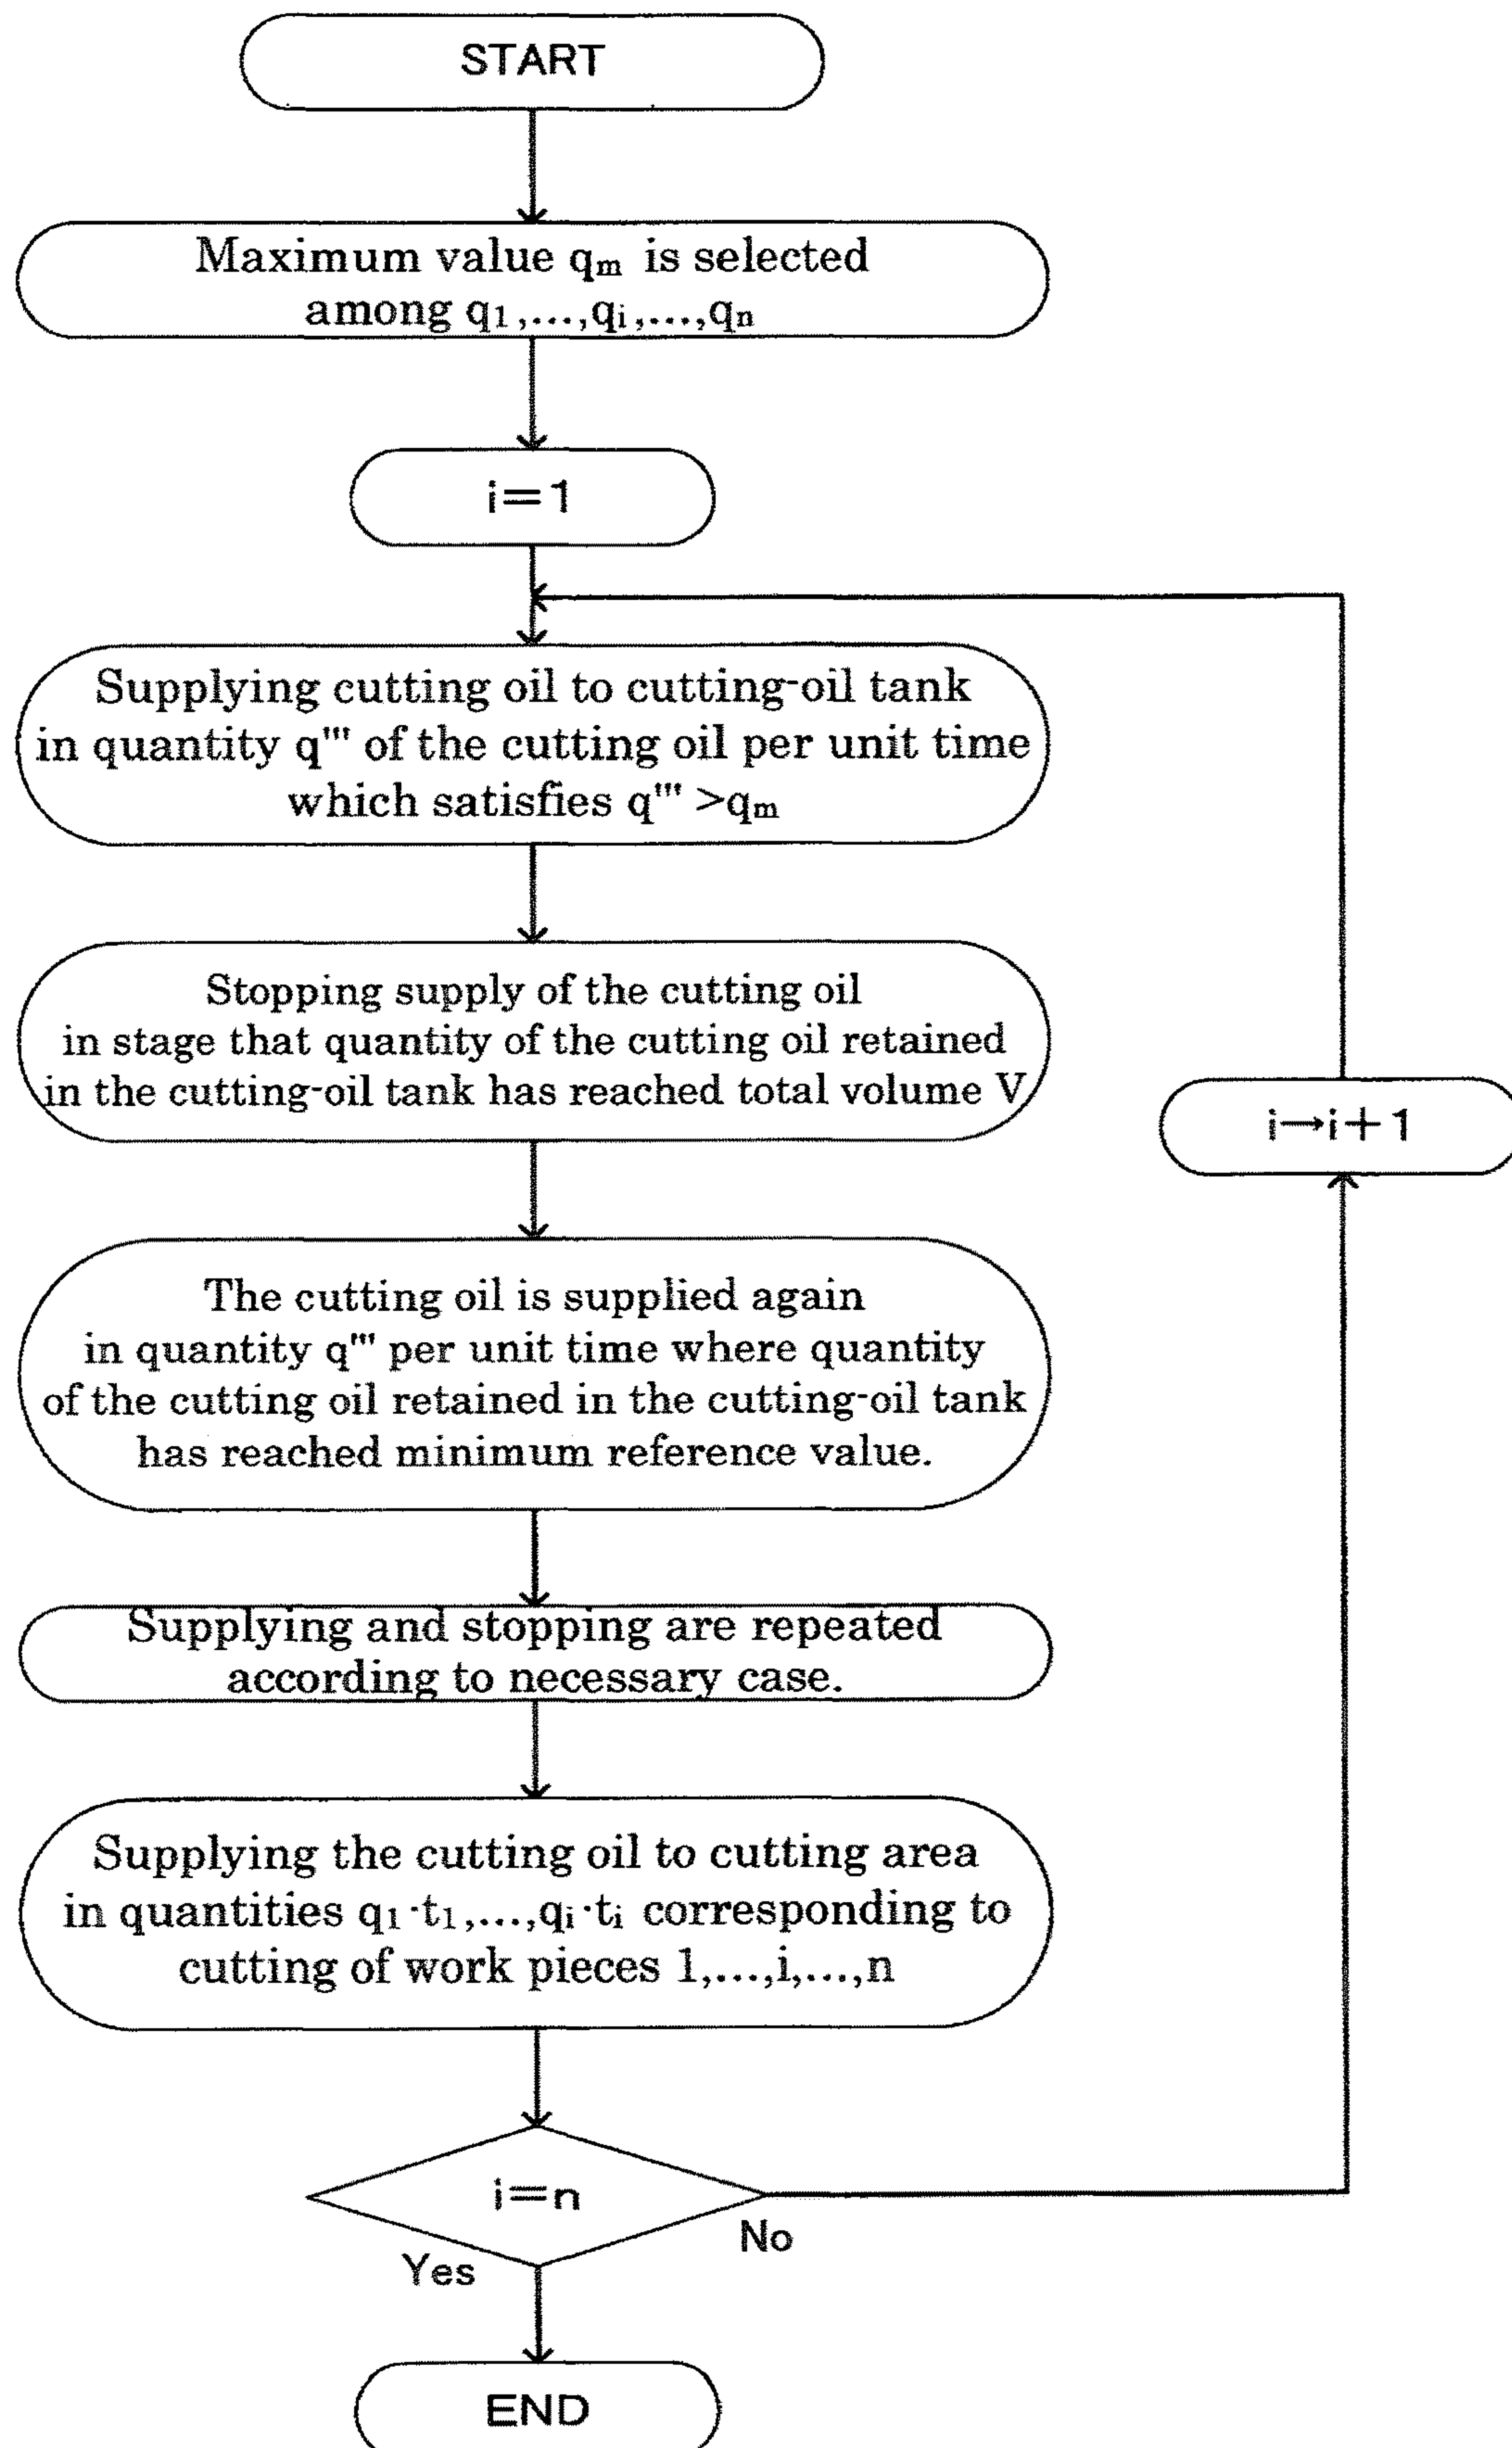 START
Maximum value qm is selected
among q1,...,qi,...,qn
i=1
Supplying cutting oil to cutting-oil tank
in quantity q''' of the cutting oil per unit time
which satisfies q''' >qm
Stopping supply of the cutting oil
in stage that quantity of the cutting oil retained
in the cutting-oil tank has reached total volume V
i→i+1
The cutting oil is supplied again
in quantity q''' per unit time where quantity
of the cutting oil retained in the cutting-oil tank
has reached minimum reference value.
Supplying and stopping are repeated
according to necessary case.
Supplying the cutting oil to cutting area
in quantities q1·t1,...,qi·ti corresponding to
cutting of work pieces 1,...,i,...,n
i=n
No
Yes
END